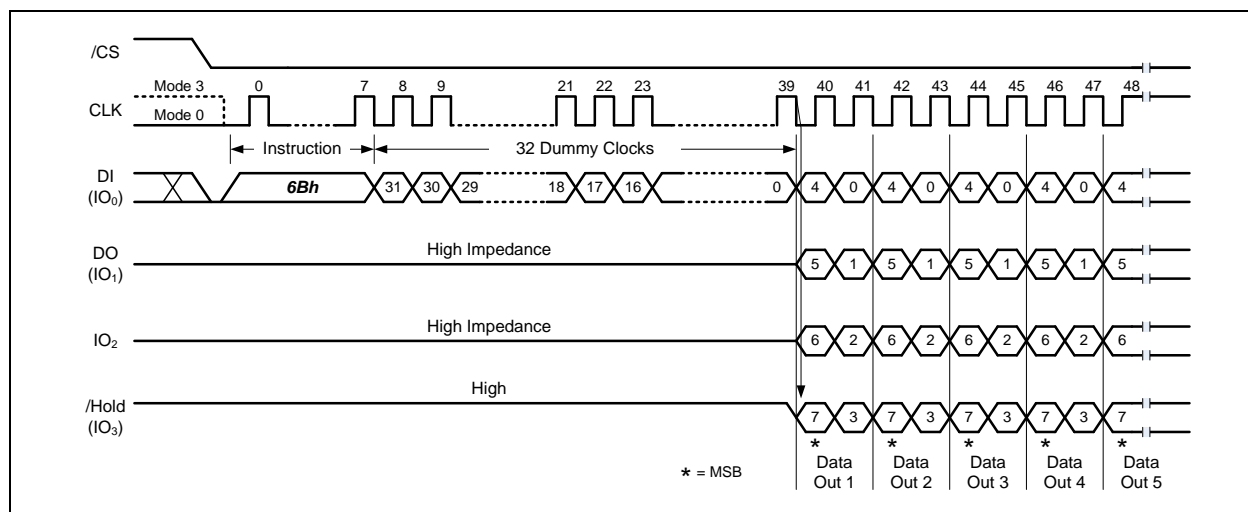 /CS
Mode 3
0 7 8 9 21 22 23 39 40 41 42 43 44 45 46 47 48
CLK
Mode 0
Instruction 32 Dummy Clocks
DI
(IO₀)
6Bh 31 30 29 18 17 16 0 4 0 4 0 4 0 4 0 4
High Impedance
DO
(IO₁)
5 1 5 1 5 1 5 1 5
High Impedance
IO₂
6 2 6 2 6 2 6 2 6
High
/Hold
(IO₃)
7 3 7 3 7 3 7 3 7
* * * * *
* = MSB
Data Data Data Data Data
Out 1 Out 2 Out 3 Out 4 Out 5